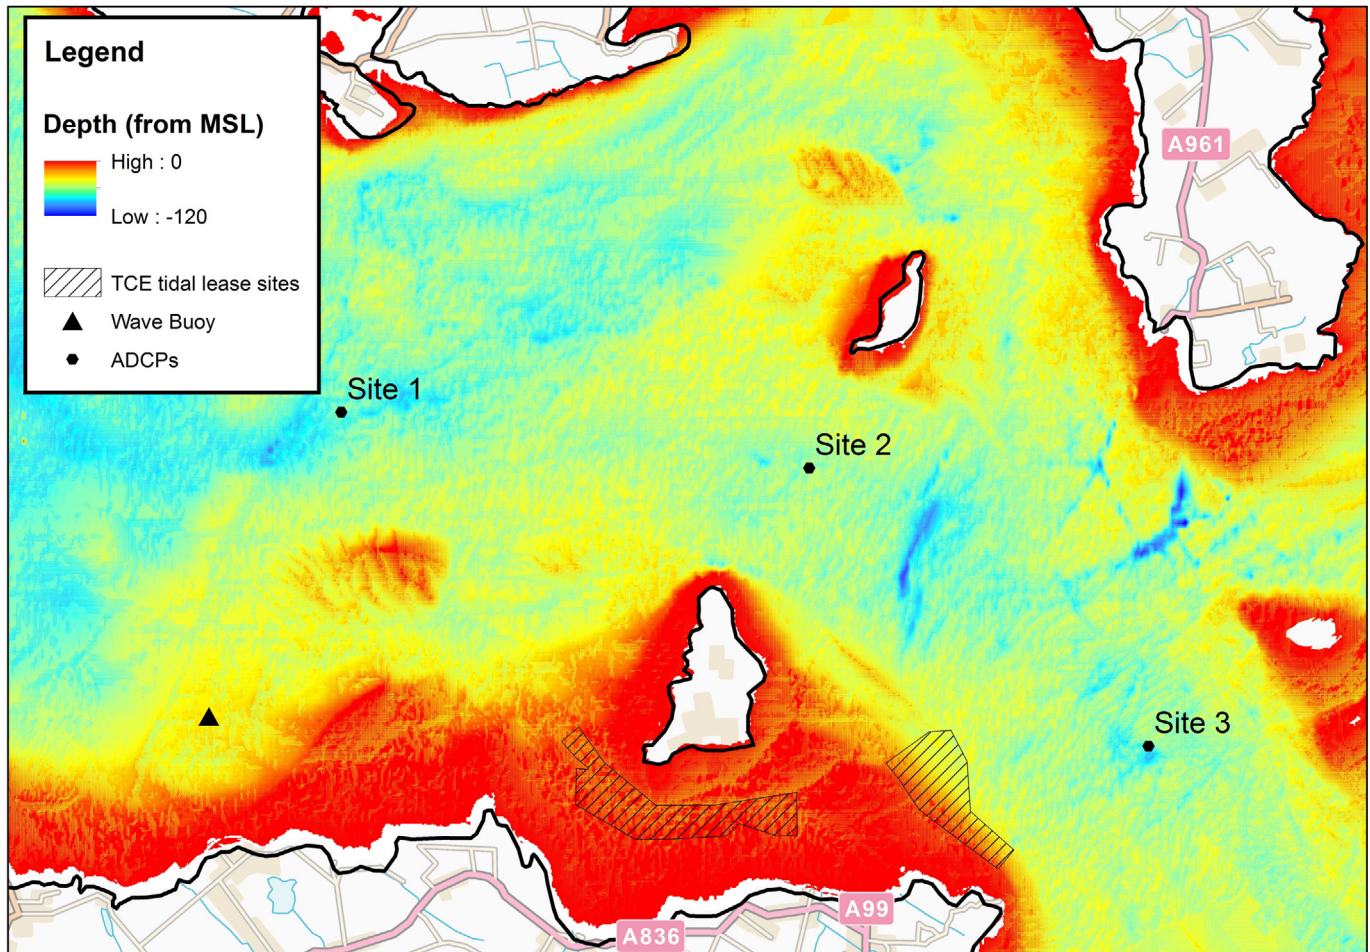 Legend
Depth (from MSL)
High : 0
Low : -120
TCE tidal lease sites
Wave Buoy
ADCPs
A961
Site 1
Site 2
Site 3
A99
A836